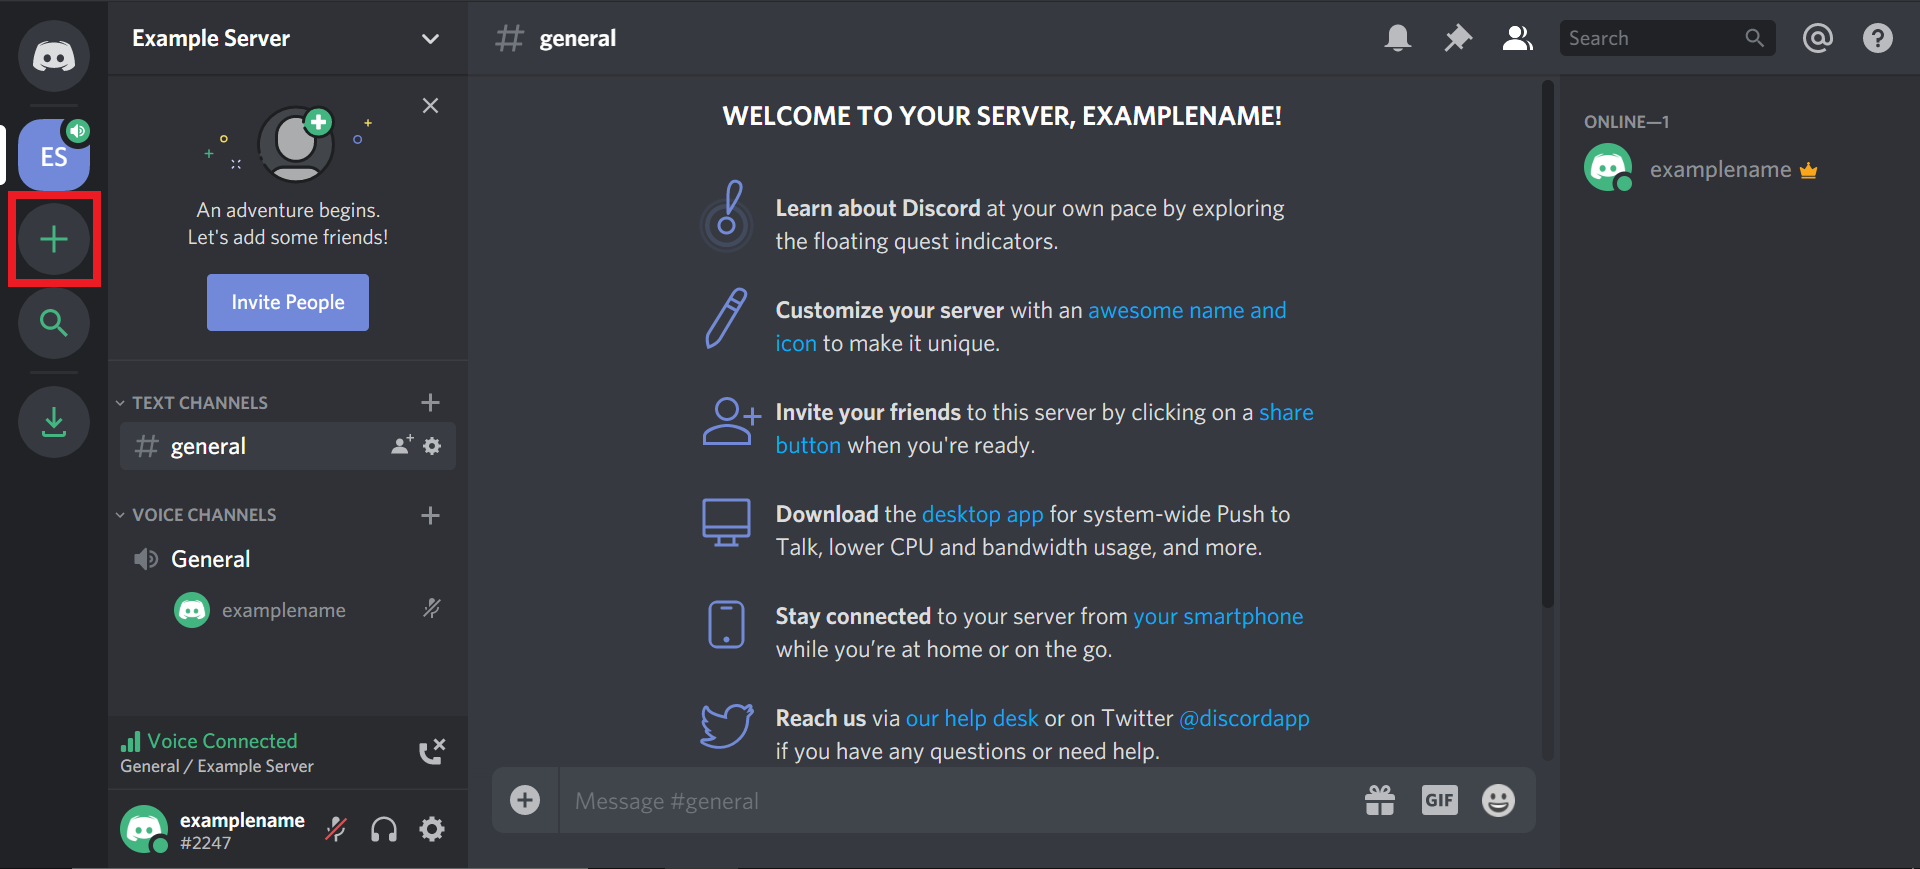 Example Server
ES
An adventure begins.
Let's add some friends!
Invite People
TEXT CHANNELS
general
VOICE CHANNELS
General
examplename
Voice Connected
General / Example Server
examplename
#2247
general
Search
WELCOME TO YOUR SERVER, EXAMPLENAME!
Learn about Discord at your own pace by exploring
the floating quest indicators.
Customize your server with an awesome name and
icon to make it unique.
Invite your friends to this server by clicking on a share
button when you're ready.
Download the desktop app for system-wide Push to
Talk, lower CPU and bandwidth usage, and more.
Stay connected to your server from your smartphone
while you’re at home or on the go.
Reach us via our help desk or on Twitter @discordapp
if you have any questions or need help.
Message #general
GIF
ONLINE—1
examplename